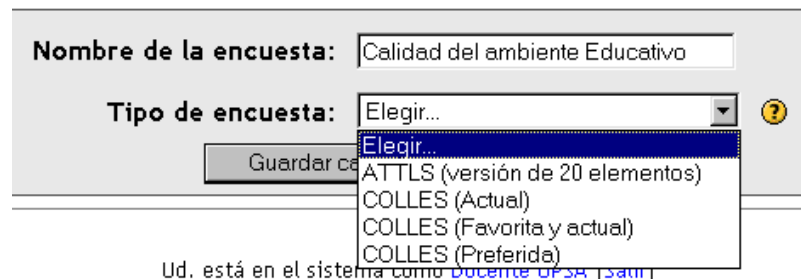 Nombre de la encuesta: Calidad del ambiente Educativo
Tipo de encuesta: Elegir...
Elegir...
Guardar ca
ATTLS (versión de 20 elementos)
COLLES (Actual)
COLLES (Favorita y actual)
COLLES (Preferida)
Ud. está en el sistema como Docente UPSA (Salir)